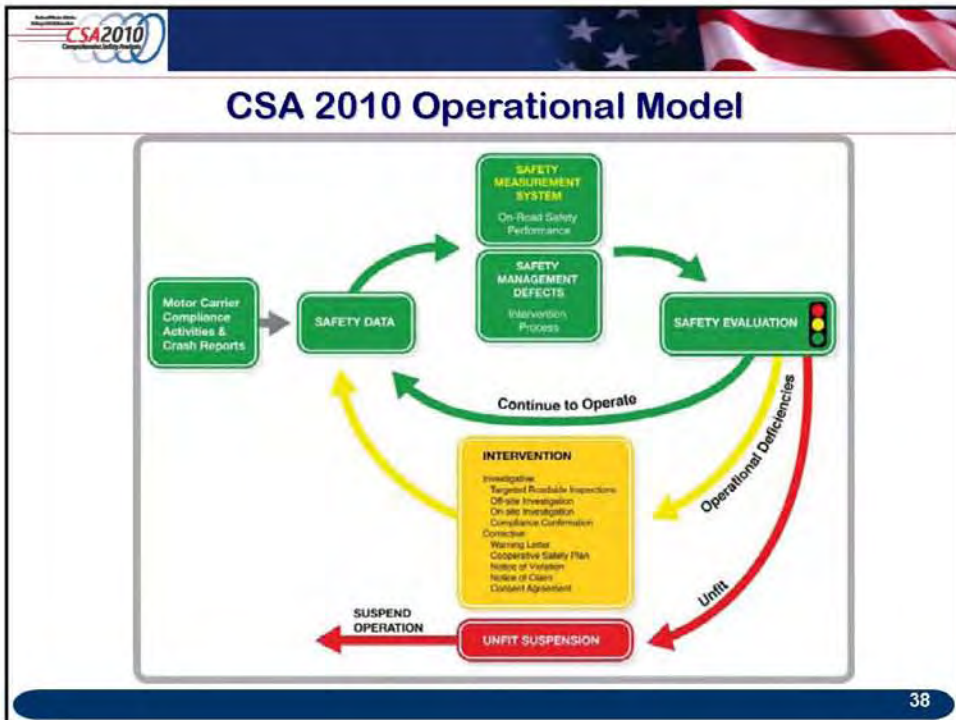 CSA2010
Comprehensive Safety Analysis
CSA 2010 Operational Model
SAFETY
MEASUREMENT
SYSTEM
On-Road Safety
Performance
SAFETY
MANAGEMENT
DEFECTS
Intervention
Process
Motor Carrier
Compliance
Activities &
Crash Reports
SAFETY DATA
SAFETY EVALUATION
Continue to Operate
Operational Deficiencies
Unfit
INTERVENTION
Investigative:
Targeted Roadside Inspections
Off-site Investigation
On-site Investigation
Compliance Confirmation
Corrective:
Warning Letter
Cooperative Safety Plan
Notice of Violation
Notice of Claim
Consent Agreement
SUSPEND
OPERATION
UNFIT SUSPENSION
38